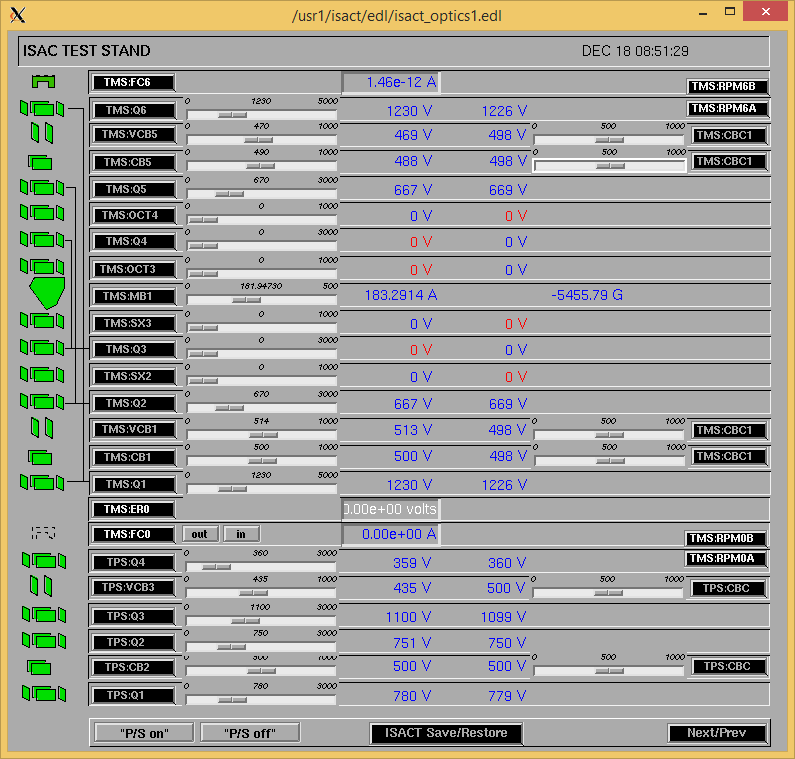 /usr1/isact/edl/isact_optics1.edl
ISAC TEST STAND DEC 18 08:51:29
TMS:FC6 1.46e-12 A TMS:RPM6B
TMS:Q6 0 1230 5000 1230 V 1226 V TMS:RPM6A
TMS:VCB5 0 470 1000 469 V 498 V 0 500 1000 TMS:CBC1
TMS:CB5 0 490 1000 488 V 498 V 0 500 1000 TMS:CBC1
TMS:Q5 0 670 3000 667 V 669 V
TMS:OCT4 0 0 1000 0 V 0 V
TMS:Q4 0 0 3000 0 V 0 V
TMS:OCT3 0 0 1000 0 V 0 V
TMS:MB1 0 181.94730 500 183.2914 A -5455.79 G
TMS:SX3 0 0 1000 0 V 0 V
TMS:Q3 0 0 3000 0 V 0 V
TMS:SX2 0 0 1000 0 V 0 V
TMS:Q2 0 670 3000 667 V 669 V
TMS:VCB1 0 514 1000 513 V 498 V 0 500 1000 TMS:CBC1
TMS:CB1 0 500 1000 500 V 498 V 0 500 1000 TMS:CBC1
TMS:Q1 0 1230 5000 1230 V 1226 V
TMS:ER0 0.00e+00 volts
TMS:FC0 out in 0.00e+00 A TMS:RPM0B
TPS:Q4 0 360 3000 359 V 360 V TMS:RPM0A
TPS:VCB3 0 435 1000 435 V 500 V 0 500 1000 TPS:CBC
TPS:Q3 0 1100 3000 1100 V 1099 V
TPS:Q2 0 750 3000 751 V 750 V
TPS:CB2 0 500 1000 500 V 500 V 0 500 1000 TPS:CBC
TPS:Q1 0 780 3000 780 V 779 V
"P/S on" "P/S off" ISACT Save/Restore Next/Prev